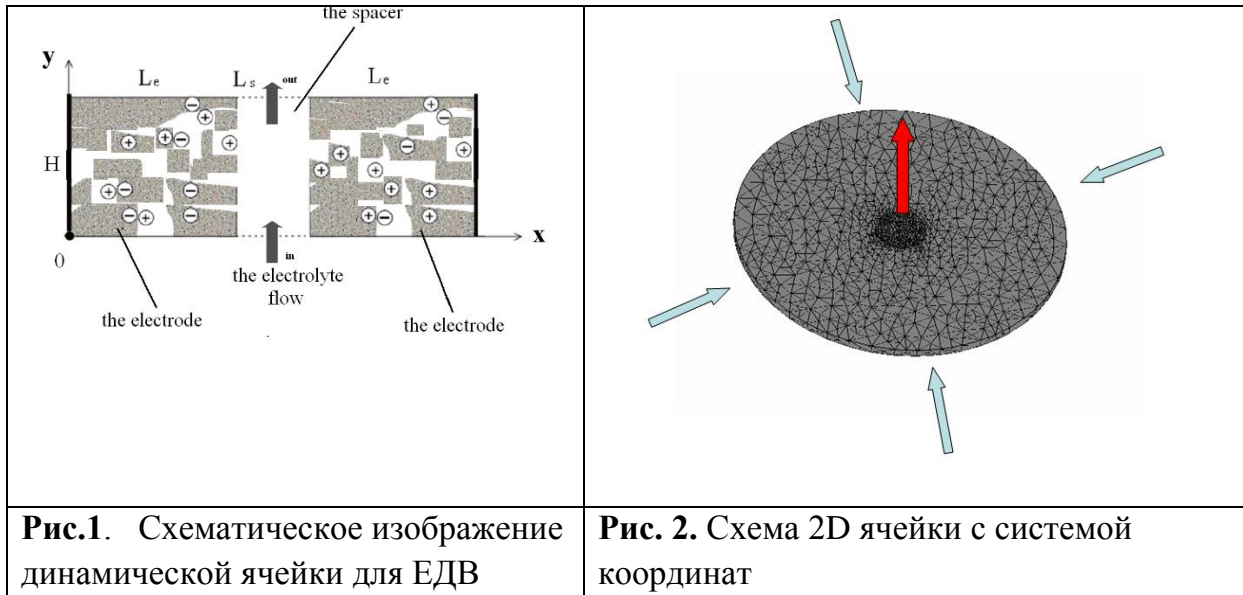 the spacer
y
Le
Ls
out
Le
H
0
x
in
the electrolyte
flow
the electrode
the electrode
Рис.1. Схематическое изображение
динамической ячейки для ЕДВ
Рис. 2. Схема 2D ячейки с системой
координат